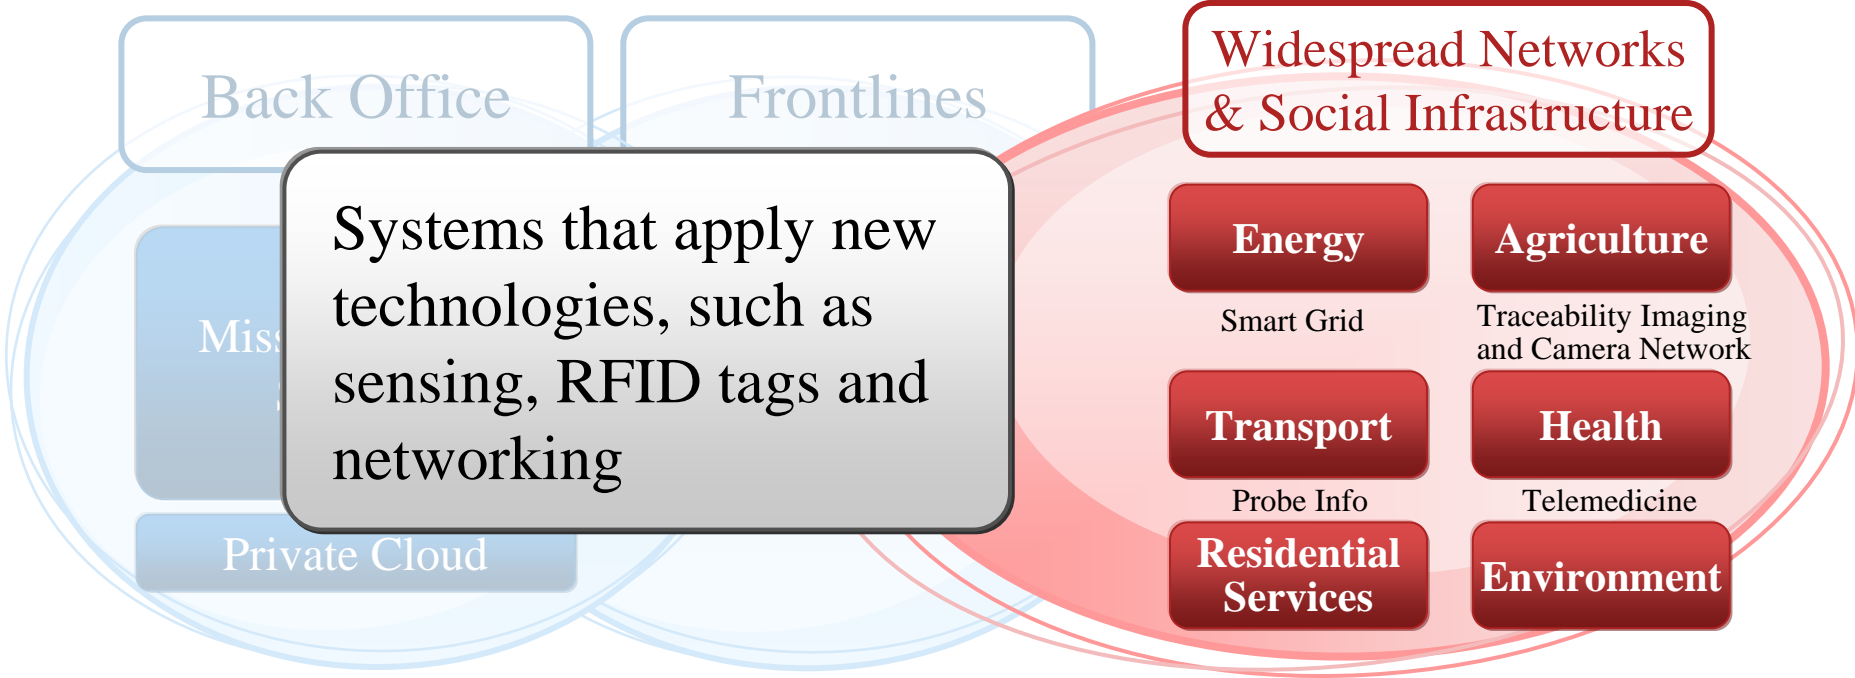 Back Office
Frontlines
Widespread Networks
& Social Infrastructure
Systems that apply new
technologies, such as
sensing, RFID tags and
networking
Private Cloud
Energy
Agriculture
Smart Grid
Traceability Imaging
and Camera Network
Transport
Health
Probe Info
Telemedicine
Residential
Services
Environment